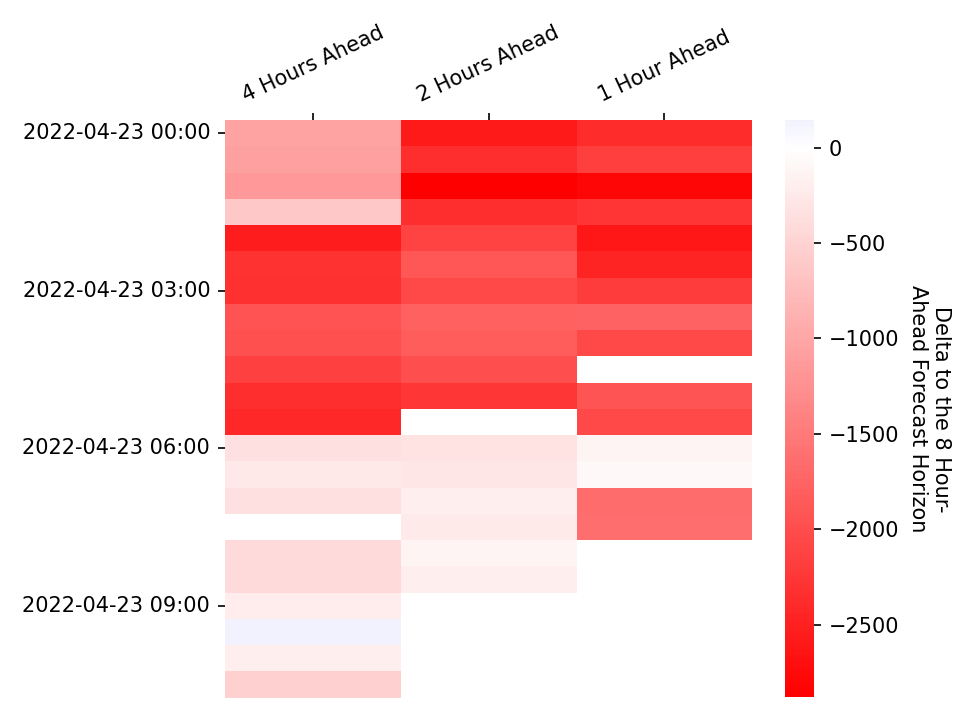 4 Hours Ahead
2 Hours Ahead
1 Hour Ahead
2022-04-23 00:00
2022-04-23 03:00
2022-04-23 06:00
2022-04-23 09:00
0
−500
−1000
−1500
−2000
−2500
Delta to the 8 Hour-
Ahead Forecast Horizon